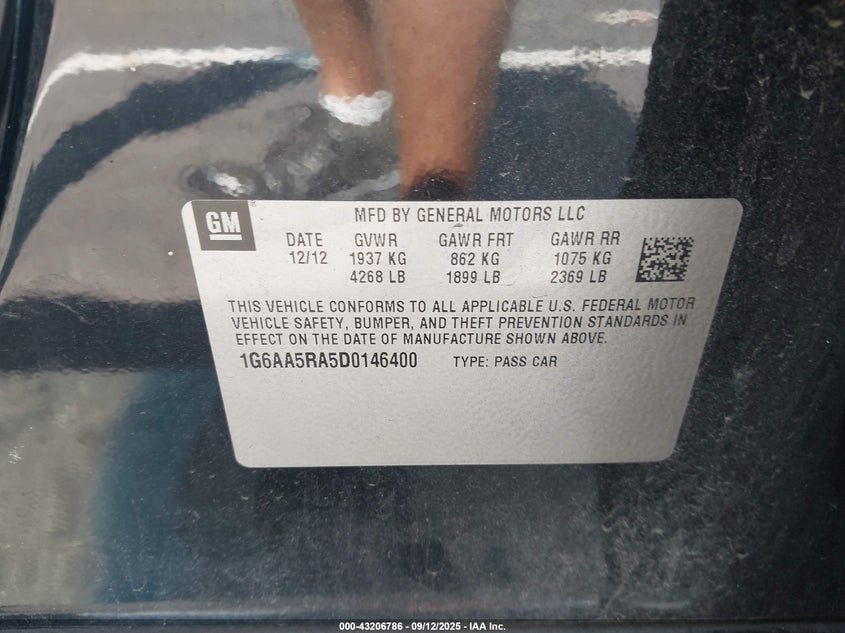 GM
MFD BY GENERAL MOTORS LLC
DATE GVWR GAWR FRT GAWR RR
12/12 1937 KG 862 KG 1075 KG
4268 LB 1899 LB 2369 LB
THIS VEHICLE CONFORMS TO ALL APPLICABLE U.S. FEDERAL MOTOR
VEHICLE SAFETY, BUMPER, AND THEFT PREVENTION STANDARDS IN
EFFECT ON THE DATE OF MANUFACTURE SHOWN ABOVE.
1G6AA5RA5D0146400 TYPE: PASS CAR
000-43206786 - 09/12/2025 - IAA Inc.